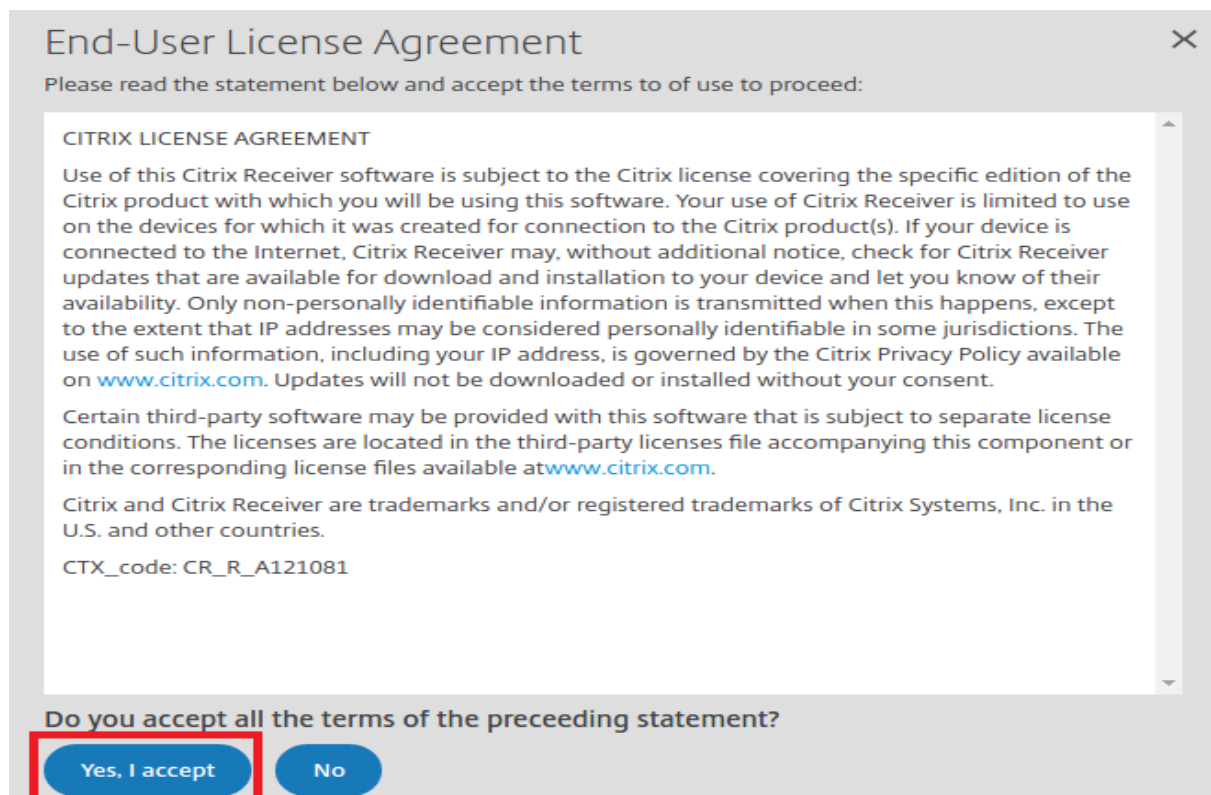 End-User License Agreement
Please read the statement below and accept the terms to of use to proceed:
CITRIX LICENSE AGREEMENT
Use of this Citrix Receiver software is subject to the Citrix license covering the specific edition of the
Citrix product with which you will be using this software. Your use of Citrix Receiver is limited to use
on the devices for which it was created for connection to the Citrix product(s). If your device is
connected to the Internet, Citrix Receiver may, without additional notice, check for Citrix Receiver
updates that are available for download and installation to your device and let you know of their
availability. Only non-personally identifiable information is transmitted when this happens, except
to the extent that IP addresses may be considered personally identifiable in some jurisdictions. The
use of such information, including your IP address, is governed by the Citrix Privacy Policy available
on www.citrix.com. Updates will not be downloaded or installed without your consent.
Certain third-party software may be provided with this software that is subject to separate license
conditions. The licenses are located in the third-party licenses file accompanying this component or
in the corresponding license files available atwww.citrix.com.
Citrix and Citrix Receiver are trademarks and/or registered trademarks of Citrix Systems, Inc. in the
U.S. and other countries.
CTX_code: CR_R_A121081
Do you accept all the terms of the preceeding statement?
Yes, I accept No